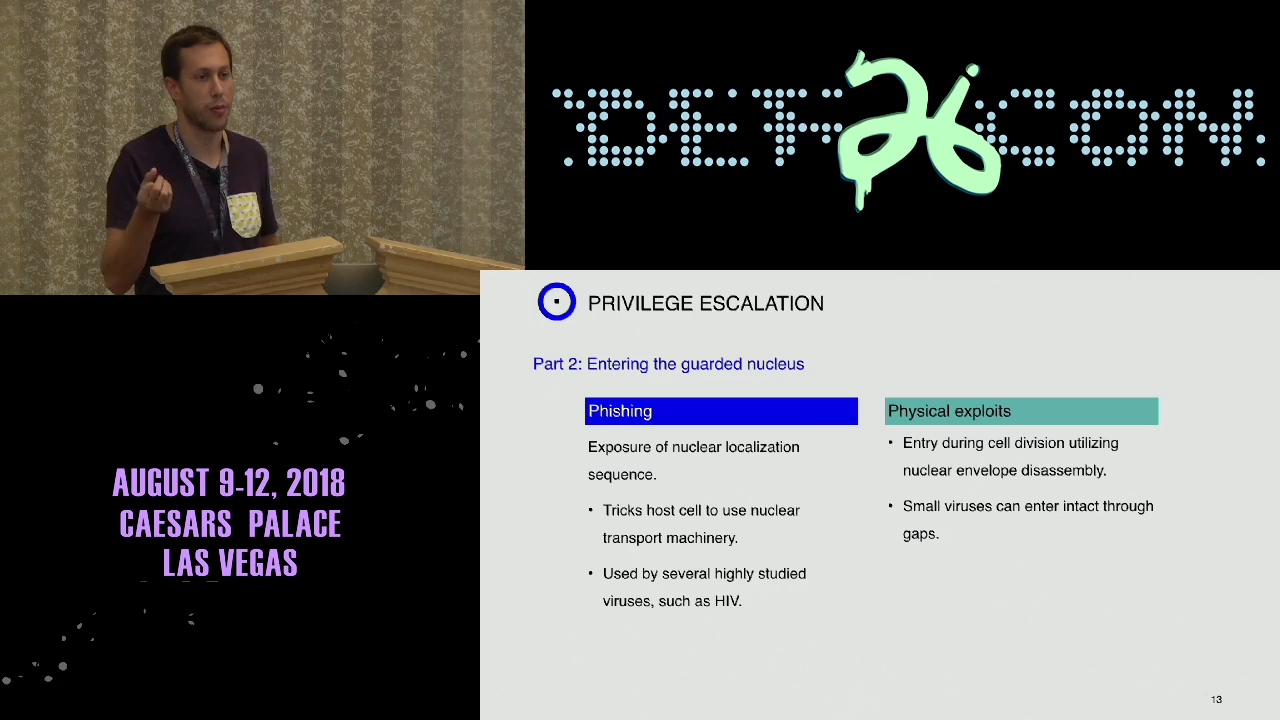 DEF 26 CON
PRIVILEGE ESCALATION
Part 2: Entering the guarded nucleus
Phishing
Exposure of nuclear localization
sequence.
• Tricks host cell to use nuclear
transport machinery.
• Used by several highly studied
viruses, such as HIV.
Physical exploits
• Entry during cell division utilizing
nuclear envelope disassembly.
• Small viruses can enter intact through
gaps.
13
AUGUST 9-12, 2018
CAESARS PALACE
LAS VEGAS